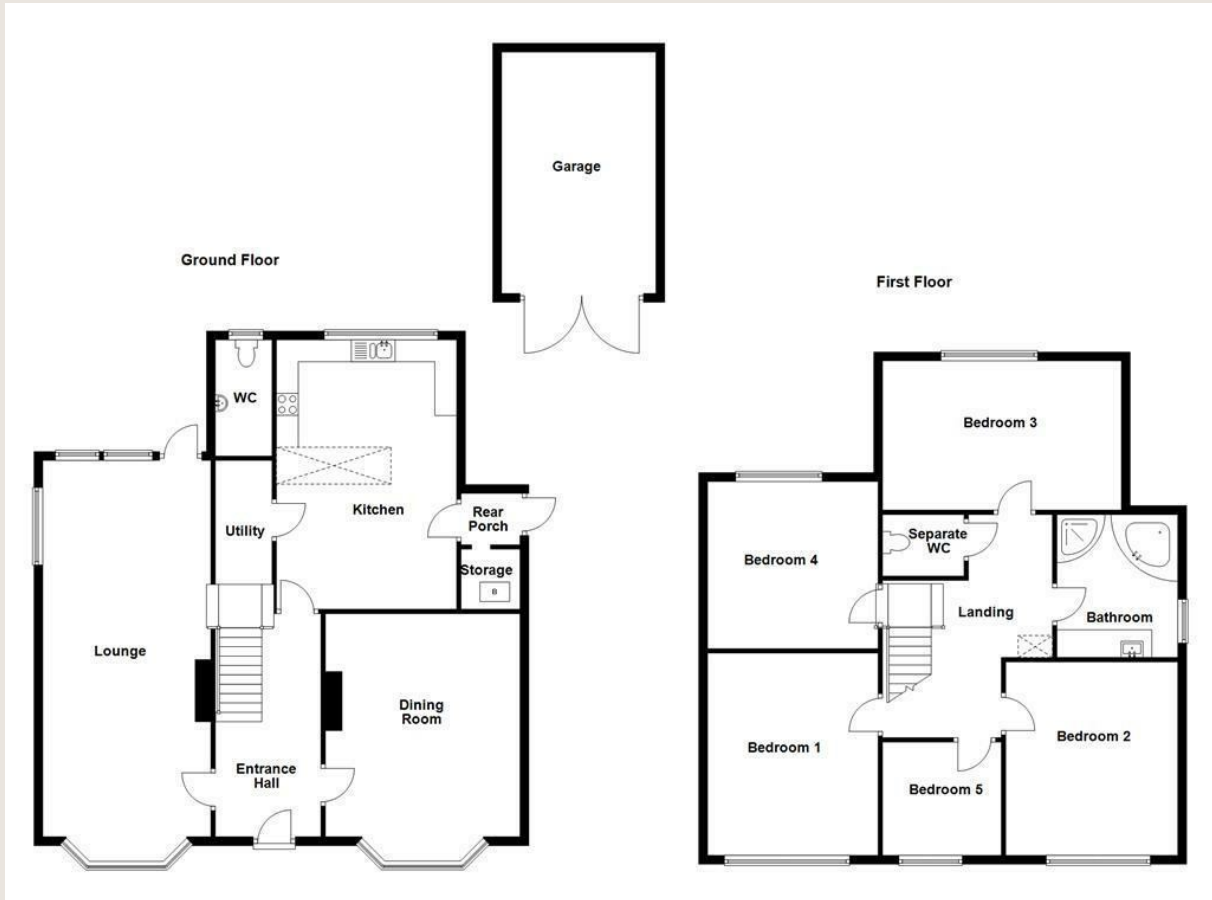 Garage
Ground Floor
First Floor
WC
Kitchen
Utility
Rear
Porch
Storage
B
Lounge
Dining
Room
Entrance
Hall
Bedroom 3
Separate
WC
Bedroom 4
Landing
Bathroom
Bedroom 1
Bedroom 2
Bedroom 5